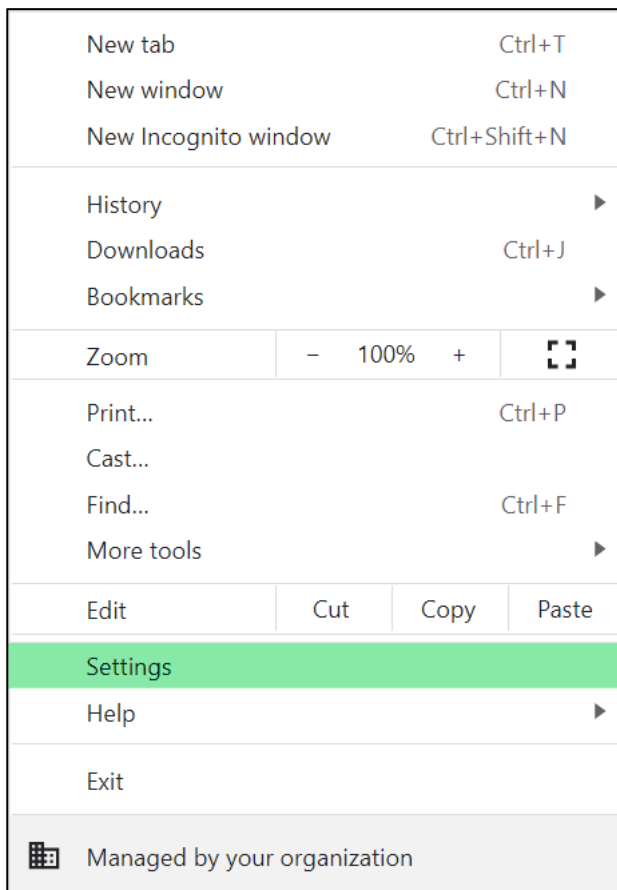 New tab Ctrl+T
New window Ctrl+N
New Incognito window Ctrl+Shift+N
History
Downloads Ctrl+J
Bookmarks
Zoom − 100% +
Print... Ctrl+P
Cast...
Find... Ctrl+F
More tools
Edit Cut Copy Paste
Settings
Help
Exit
Managed by your organization